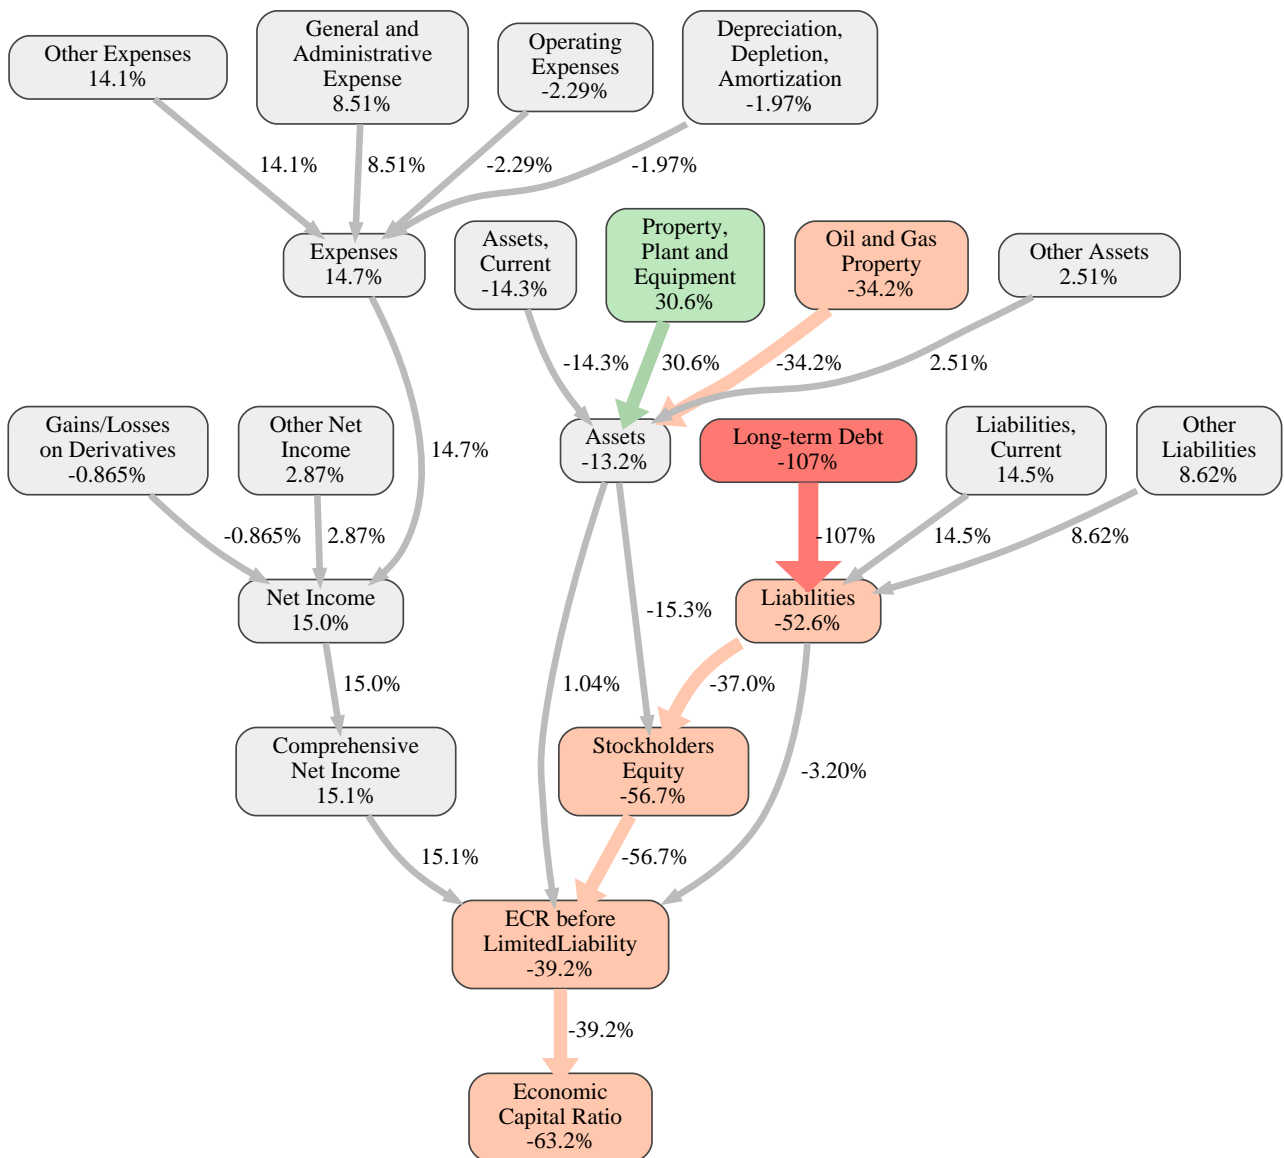 Other Expenses
14.1%
General and
Administrative
Expense
8.51%
Operating
Expenses
-2.29%
Depreciation,
Depletion,
Amortization
-1.97%
14.1%
8.51%
-2.29%
-1.97%
Expenses
14.7%
Assets,
Current
-14.3%
Property,
Plant and
Equipment
30.6%
Oil and Gas
Property
-34.2%
Other Assets
2.51%
-14.3%
30.6%
-34.2%
2.51%
Gains/Losses
on Derivatives
-0.865%
Other Net
Income
2.87%
14.7%
Assets
-13.2%
Long-term Debt
-107%
Liabilities,
Current
14.5%
Other
Liabilities
8.62%
-0.865%
2.87%
-107%
14.5%
8.62%
Net Income
15.0%
-15.3%
Liabilities
-52.6%
15.0%
1.04%
-37.0%
Comprehensive
Net Income
15.1%
Stockholders
Equity
-56.7%
-3.20%
15.1%
-56.7%
ECR before
LimitedLiability
-39.2%
-39.2%
Economic
Capital Ratio
-63.2%